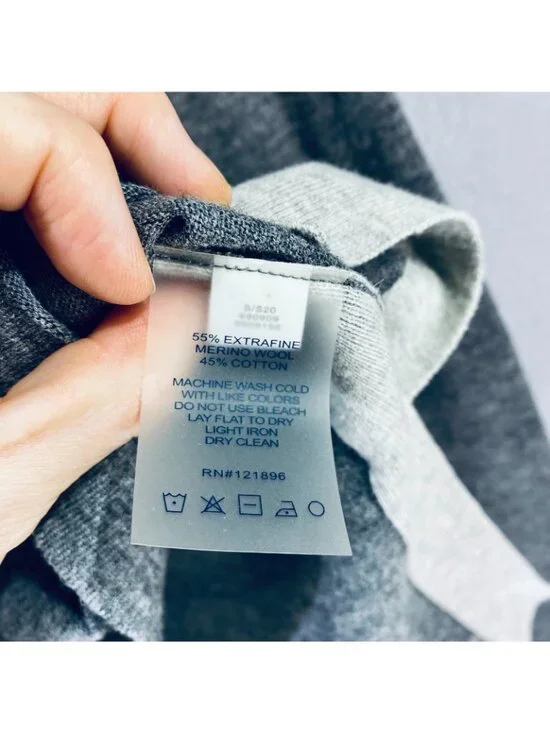 S/S20
55% EXTRAFINE
MERINO WOOL
45% COTTON
MACHINE WASH COLD
WITH LIKE COLORS
DO NOT USE BLEACH
LAY FLAT TO DRY
LIGHT IRON
DRY CLEAN
RN#121896